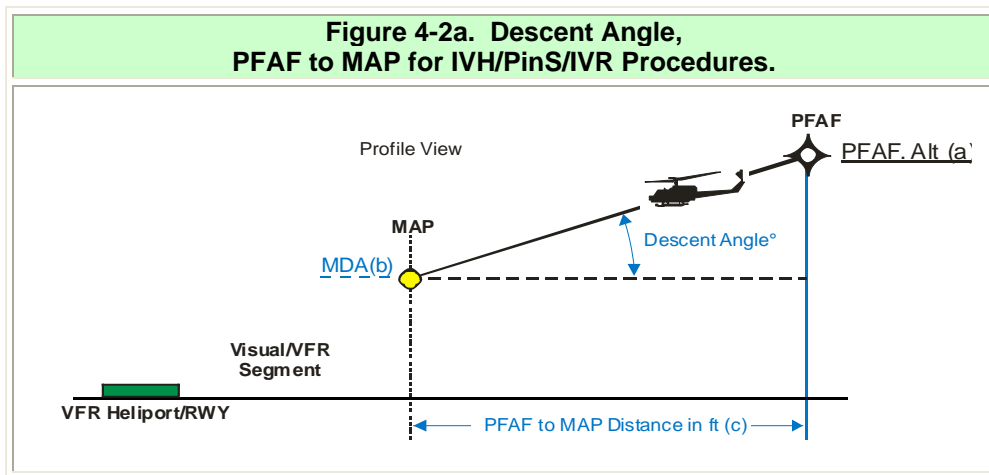 Figure 4-2a. Descent Angle,
PFAF to MAP for IVH/PinS/IVR Procedures.
PFAF
Profile View
PFAF. Alt (a)
MAP
Descent Angle°
MDA(b)
Visual/VFR
Segment
VFR Heliport/RWY
PFAF to MAP Distance in ft (c)